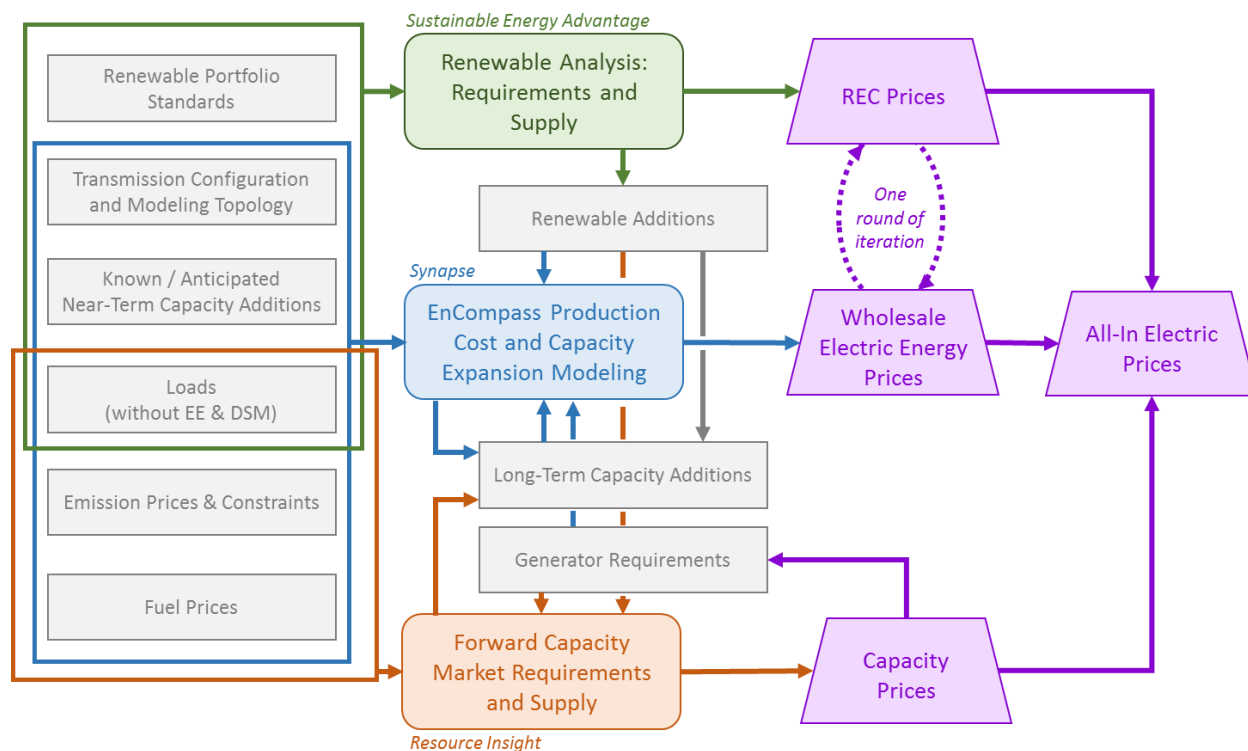 Sustainable Energy Advantage
Renewable Portfolio
Standards
Renewable Analysis:
Requirements and
Supply
REC Prices
Transmission Configuration
and Modeling Topology
Renewable Additions
One
round of
iteration
Known / Anticipated
Near-Term Capacity Additions
Synapse
EnCompass Production
Cost and Capacity
Expansion Modeling
Wholesale
Electric Energy
Prices
All-In Electric
Prices
Loads
(without EE & DSM)
Long-Term Capacity Additions
Emission Prices & Constraints
Generator Requirements
Fuel Prices
Forward Capacity
Market Requirements
and Supply
Capacity
Prices
Resource Insight